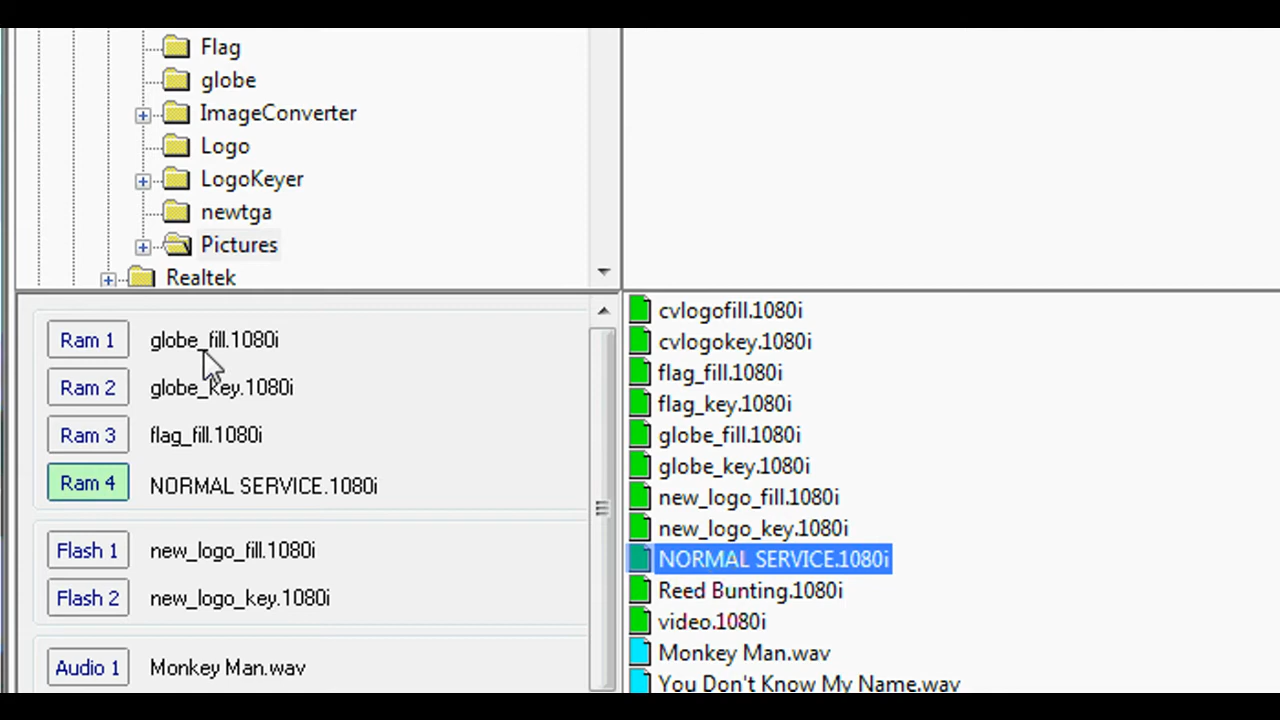 Flag
globe
ImageConverter
Logo
LogoKeyer
newtga
Pictures
Realtek
Ram 1 globe_fill.1080i
Ram 2 globe_key.1080i
Ram 3 flag_fill.1080i
Ram 4 NORMAL SERVICE.1080i
Flash 1 new_logo_fill.1080i
Flash 2 new_logo_key.1080i
Audio 1 Monkey Man.wav
cvlogofill.1080i
cvlogokey.1080i
flag_fill.1080i
flag_key.1080i
globe_fill.1080i
globe_key.1080i
new_logo_fill.1080i
new_logo_key.1080i
NORMAL SERVICE.1080i
Reed Bunting.1080i
video.1080i
Monkey Man.wav
You Don't Know My Name.wav